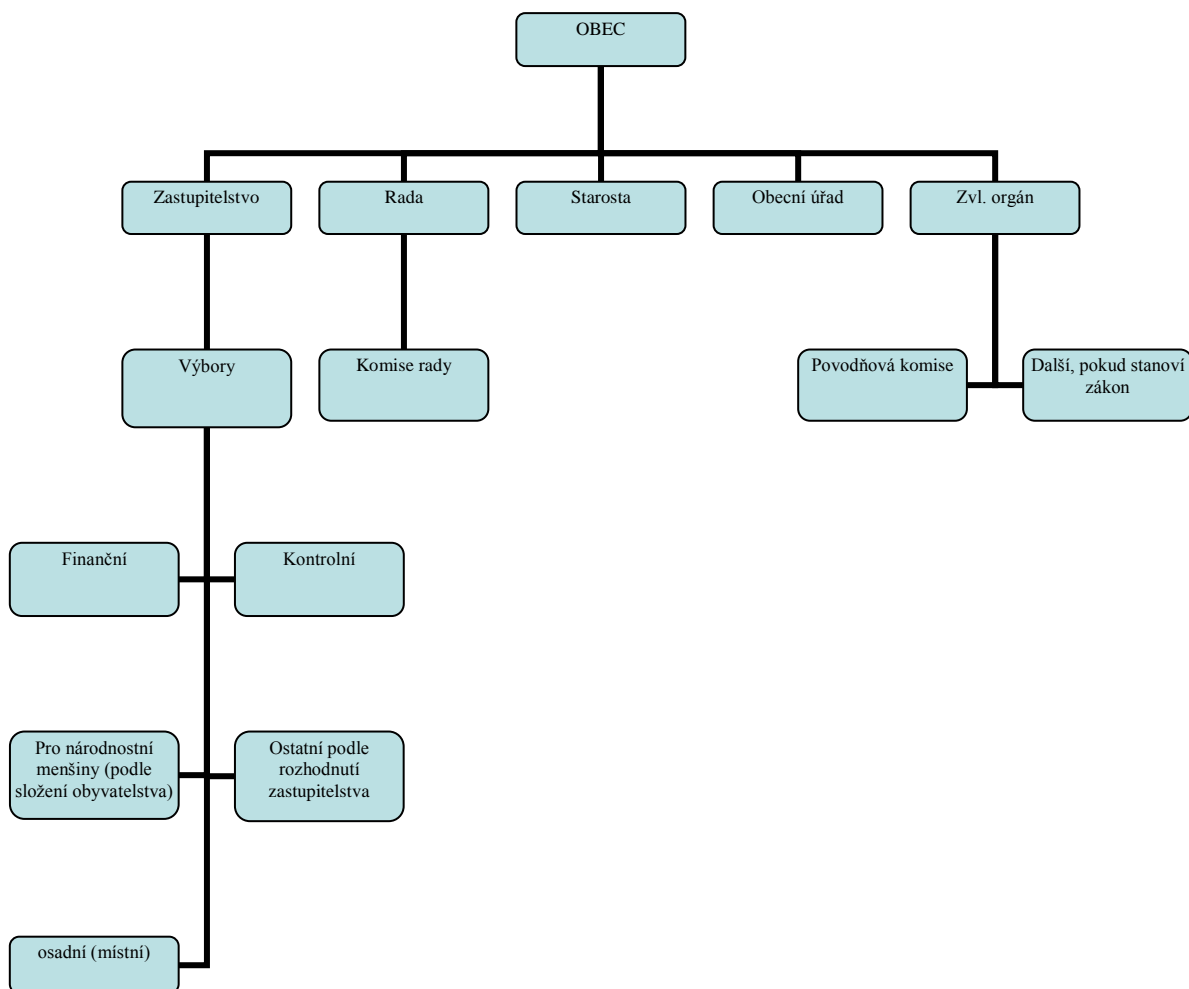 OBEC
Zastupitelstvo
Rada
Starosta
Obecní úřad
Zvl. orgán
Výbory
Komise rady
Povodňová komise
Další, pokud stanoví
zákon
Finanční
Kontrolní
Pro národnostní
menšiny (podle
složení obyvatelstva)
Ostatní podle
rozhodnutí
zastupitelstva
osadní (místní)